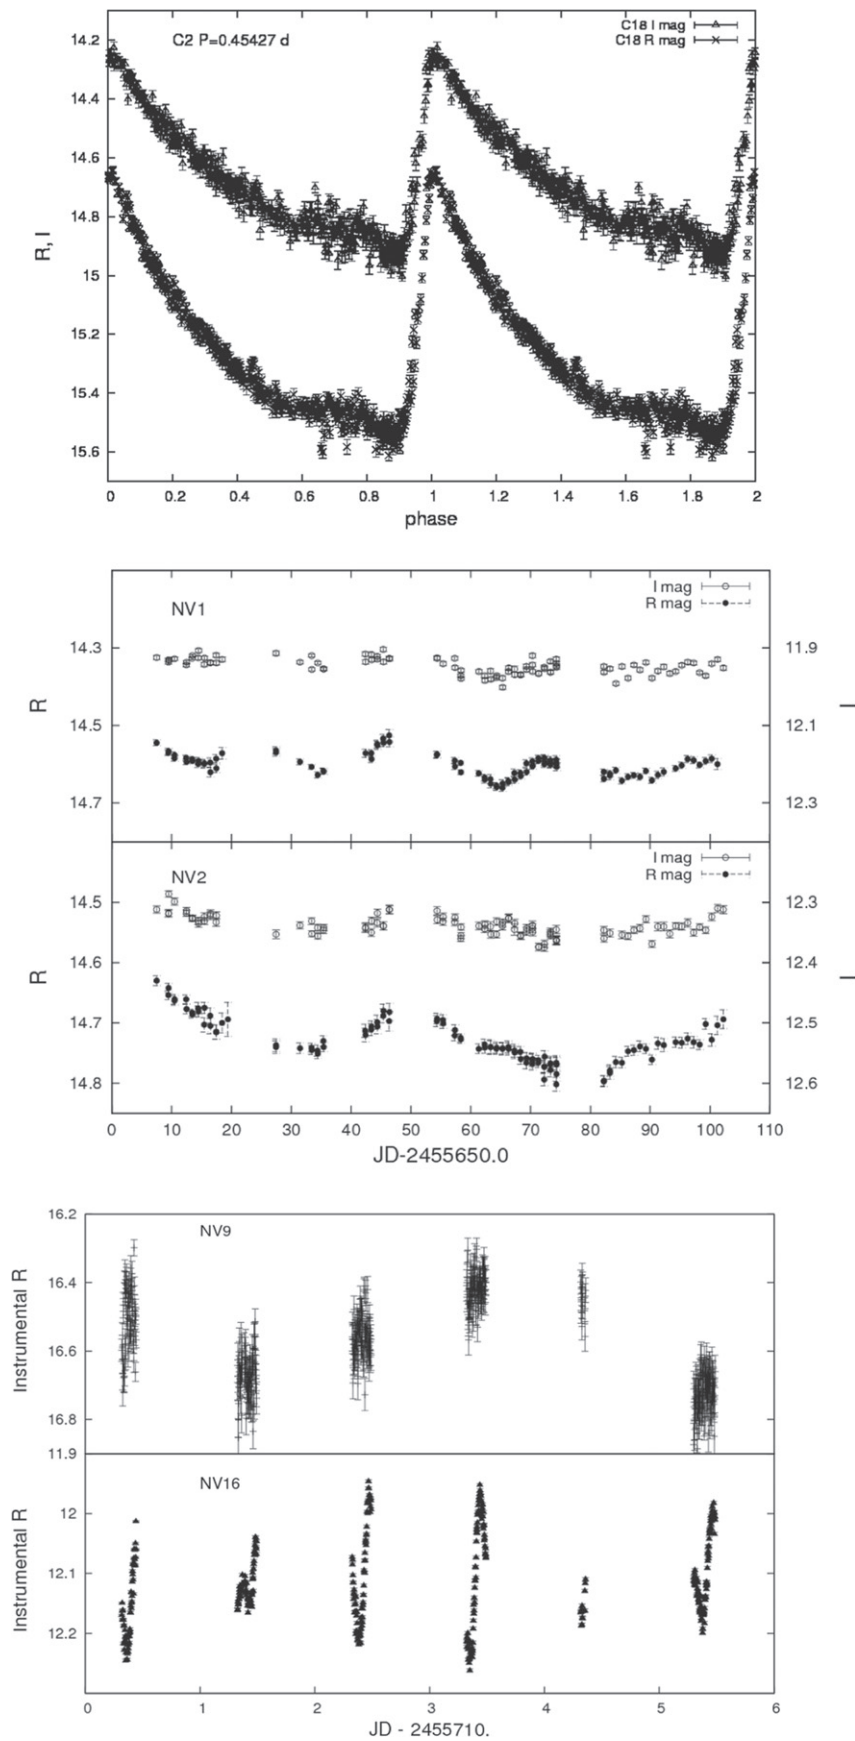 C2 P=0.45427 d
C18 I mag
C18 R mag
14.2
14.4
14.6
14.8
15
15.2
15.4
15.6
R, I
0 0.2 0.4 0.6 0.8 1 1.2 1.4 1.6 1.8 2
phase
NV1
I mag
R mag
14.3 11.9
R I
14.5 12.1
14.7 12.3
NV2
I mag
R mag
14.5 12.3
14.6 12.4
R I
14.7 12.5
14.8 12.6
0 10 20 30 40 50 60 70 80 90 100 110
JD-2455650.0
16.2
NV9
16.4
Instrumental R
16.6
16.8
11.9
NV16
12
Instrumental R
12.1
12.2
0 1 2 3 4 5 6
JD - 2455710.